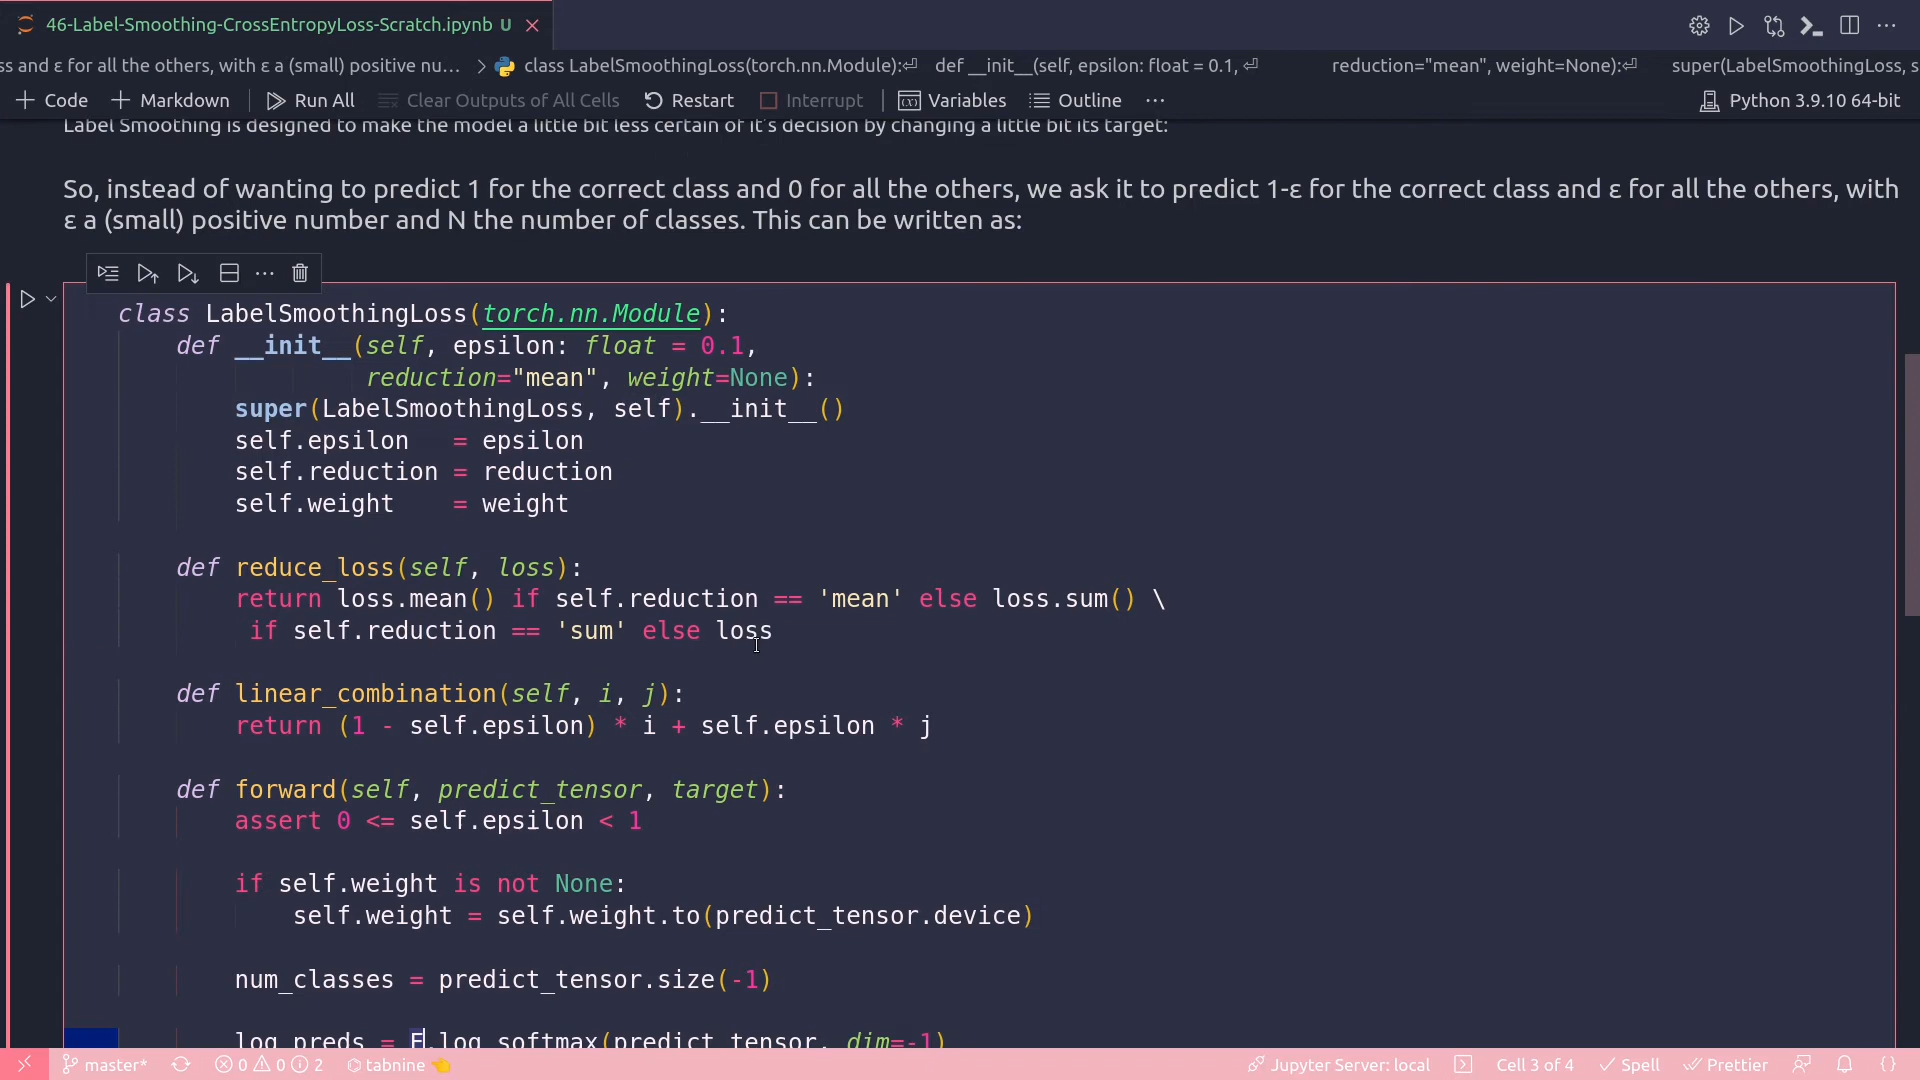 46-Label-Smoothing-CrossEntropyLoss-Scratch.ipynb U
ss and ε for all the others, with ε a (small) positive nu... > class LabelSmoothingLoss(torch.nn.Module):⏎ def __init__(self, epsilon: float = 0.1, ⏎ reduction="mean", weight=None):⏎ super(LabelSmoothingLoss, s
+ Code + Markdown Run All Clear Outputs of All Cells Restart Interrupt Variables Outline ... Python 3.9.10 64-bit
Label Smoothing is designed to make the model a little bit less certain of it's decision by changing a little bit its target:
So, instead of wanting to predict 1 for the correct class and 0 for all the others, we ask it to predict 1-ε for the correct class and ε for all the others, with
ε a (small) positive number and N the number of classes. This can be written as:
class LabelSmoothingLoss(torch.nn.Module):
    def __init__(self, epsilon: float = 0.1,
                 reduction="mean", weight=None):
        super(LabelSmoothingLoss, self).__init__()
        self.epsilon   = epsilon
        self.reduction = reduction
        self.weight    = weight
    def reduce_loss(self, loss):
        return loss.mean() if self.reduction == 'mean' else loss.sum() \
         if self.reduction == 'sum' else loss
    def linear_combination(self, i, j):
        return (1 - self.epsilon) * i + self.epsilon * j
    def forward(self, predict_tensor, target):
        assert 0 <= self.epsilon < 1
        if self.weight is not None:
            self.weight = self.weight.to(predict_tensor.device)
        num_classes = predict_tensor.size(-1)
        log_preds = F.log_softmax(predict_tensor, dim=-1)
master* 0 0 2 tabnine 👈 Jupyter Server: local Cell 3 of 4 Spell Prettier